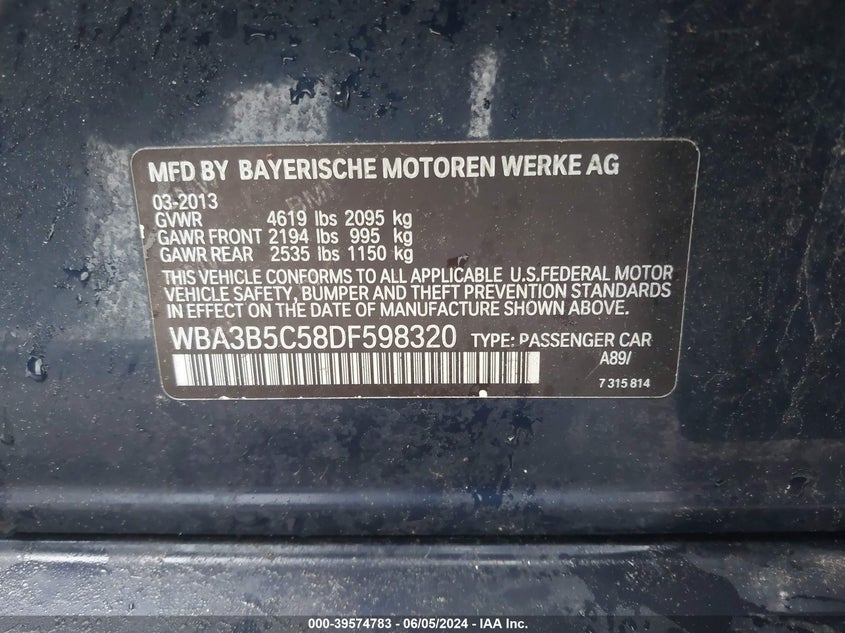 MFD BY BAYERISCHE MOTOREN WERKE AG
03-2013
GVWR 4619 lbs 2095 kg
GAWR FRONT 2194 lbs 995 kg
GAWR REAR 2535 lbs 1150 kg
THIS VEHICLE CONFORMS TO ALL APPLICABLE U.S.FEDERAL MOTOR
VEHICLE SAFETY, BUMPER AND THEFT PREVENTION STANDARDS
IN EFFECT ON THE DATE OF MANUFACTURE SHOWN ABOVE.
WBA3B5C58DF598320 TYPE: PASSENGER CAR
A89/
7 315 814
000-39574783 - 06/05/2024 - IAA Inc.